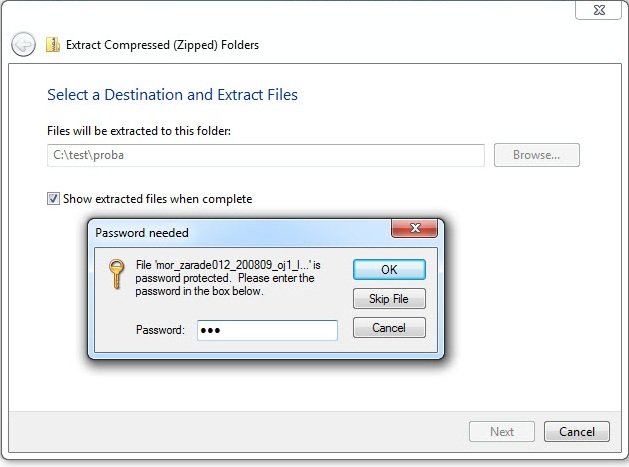 Extract Compressed (Zipped) Folders
Select a Destination and Extract Files
Files will be extracted to this folder:
C:\test\proba
Browse...
Show extracted files when complete
Password needed
File 'mor_zarade012_200809_oj1_l...' is
password protected. Please enter the
password in the box below.
OK
Skip File
Cancel
Password: •••
Next
Cancel